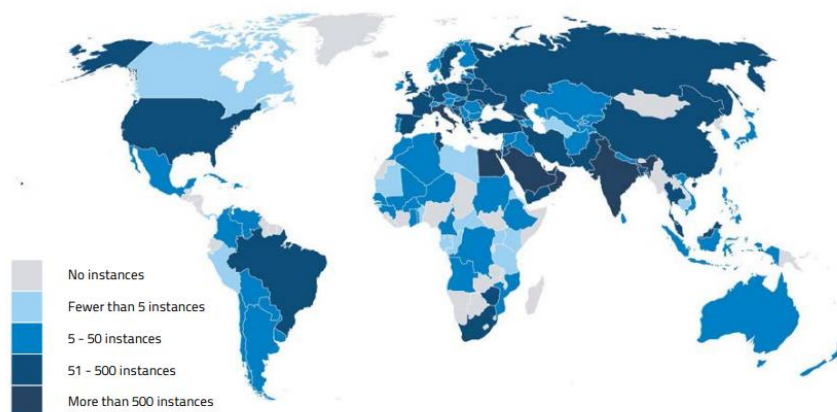 No instances
Fewer than 5 instances
5 - 50 instances
51 - 500 instances
More than 500 instances